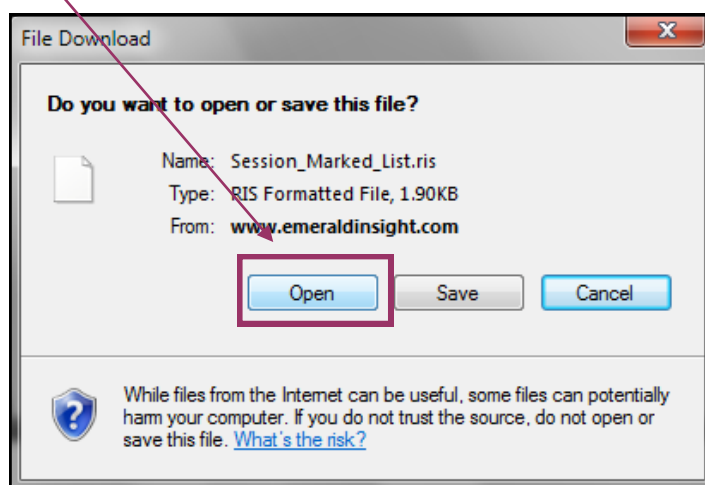 File Download
Do you want to open or save this file?
Name: Session_Marked_List.ris
Type: RIS Formatted File, 1.90KB
From: www.emeraldinsight.com
Open Save Cancel
While files from the Internet can be useful, some files can potentially
harm your computer. If you do not trust the source, do not open or
save this file. What's the risk?